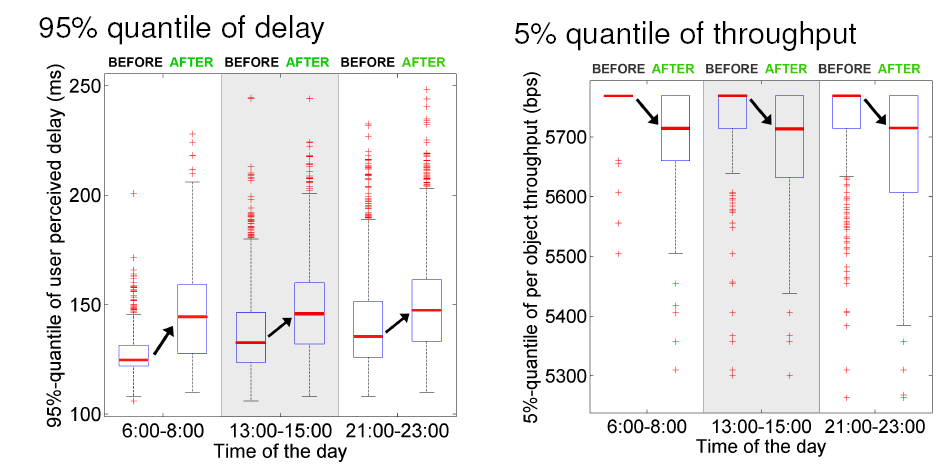 95% quantile of delay
BEFORE AFTER BEFORE AFTER BEFORE AFTER
95%-quantile of user perceived delay (ms)
250
200
150
100
6:00-8:00 13:00-15:00 21:00-23:00
Time of the day
5% quantile of throughput
BEFORE AFTER BEFORE AFTER BEFORE AFTER
5%-quantile of per object throughput (bps)
5700
5600
5500
5400
5300
6:00-8:00 13:00-15:00 21:00-23:00
Time of the day